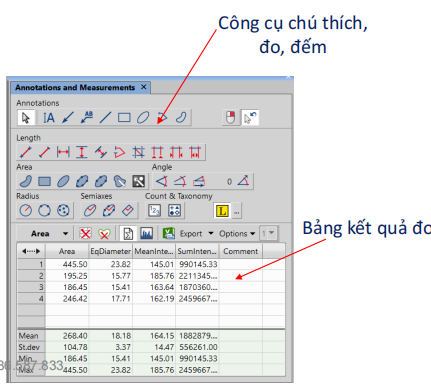 Công cụ chú thích,
đo, đếm
Annotations and Measurements ×
Annotations
Length
Area Angle
Radius Semiaxes Count & Taxonomy
L ...
Area Export Options 1
Area EqDiameter MeanInte... SumInten... Comment
1 445.50 23.82 145.01 990145.33
2 195.25 15.77 185.76 2211345...
3 186.45 15.41 163.64 1870360...
4 246.42 17.71 162.19 2459667...
Mean 268.40 18.18 164.15 1882879...
St.dev 104.78 3.37 14.47 556261.00
Min 186.45 15.41 145.01 990145.33
Max 445.50 23.82 185.76 2459667...
Bảng kết quả đo